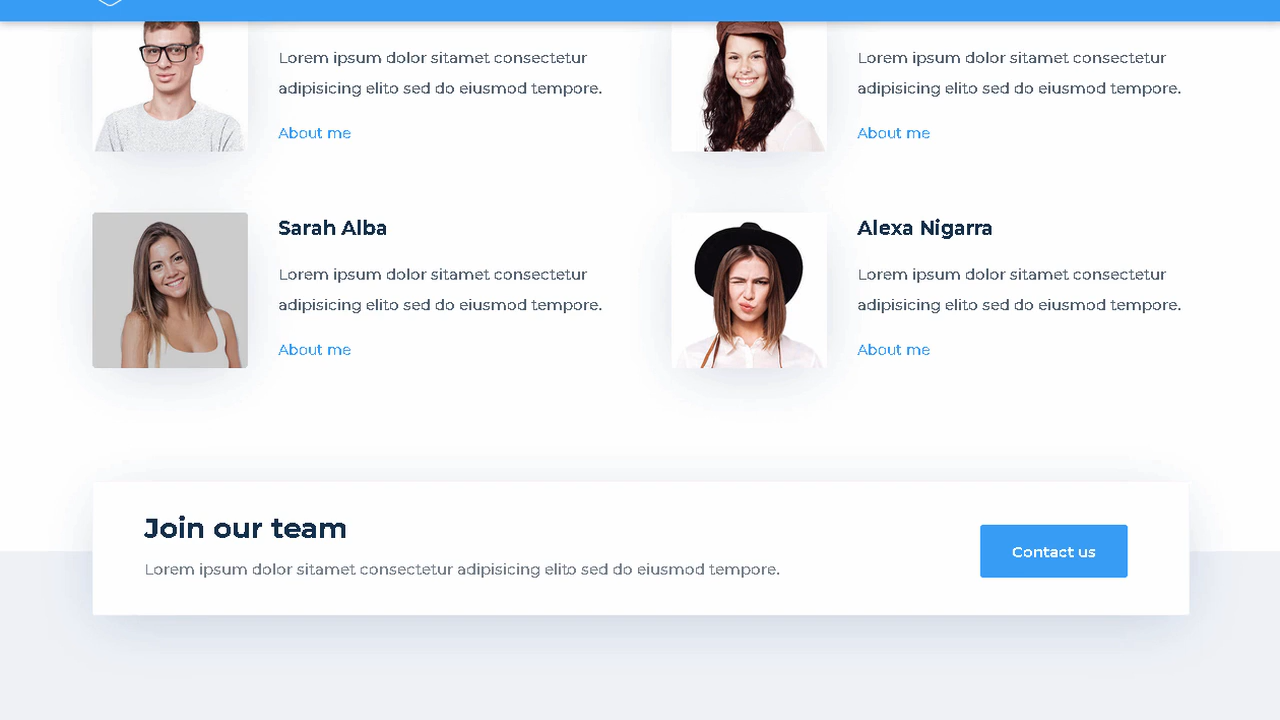 Lorem ipsum dolor sitamet consectetur
adipisicing elito sed do eiusmod tempore.
About me
Lorem ipsum dolor sitamet consectetur
adipisicing elito sed do eiusmod tempore.
About me
Sarah Alba
Lorem ipsum dolor sitamet consectetur
adipisicing elito sed do eiusmod tempore.
About me
Alexa Nigarra
Lorem ipsum dolor sitamet consectetur
adipisicing elito sed do eiusmod tempore.
About me
Join our team
Lorem ipsum dolor sitamet consectetur adipisicing elito sed do eiusmod tempore.
Contact us